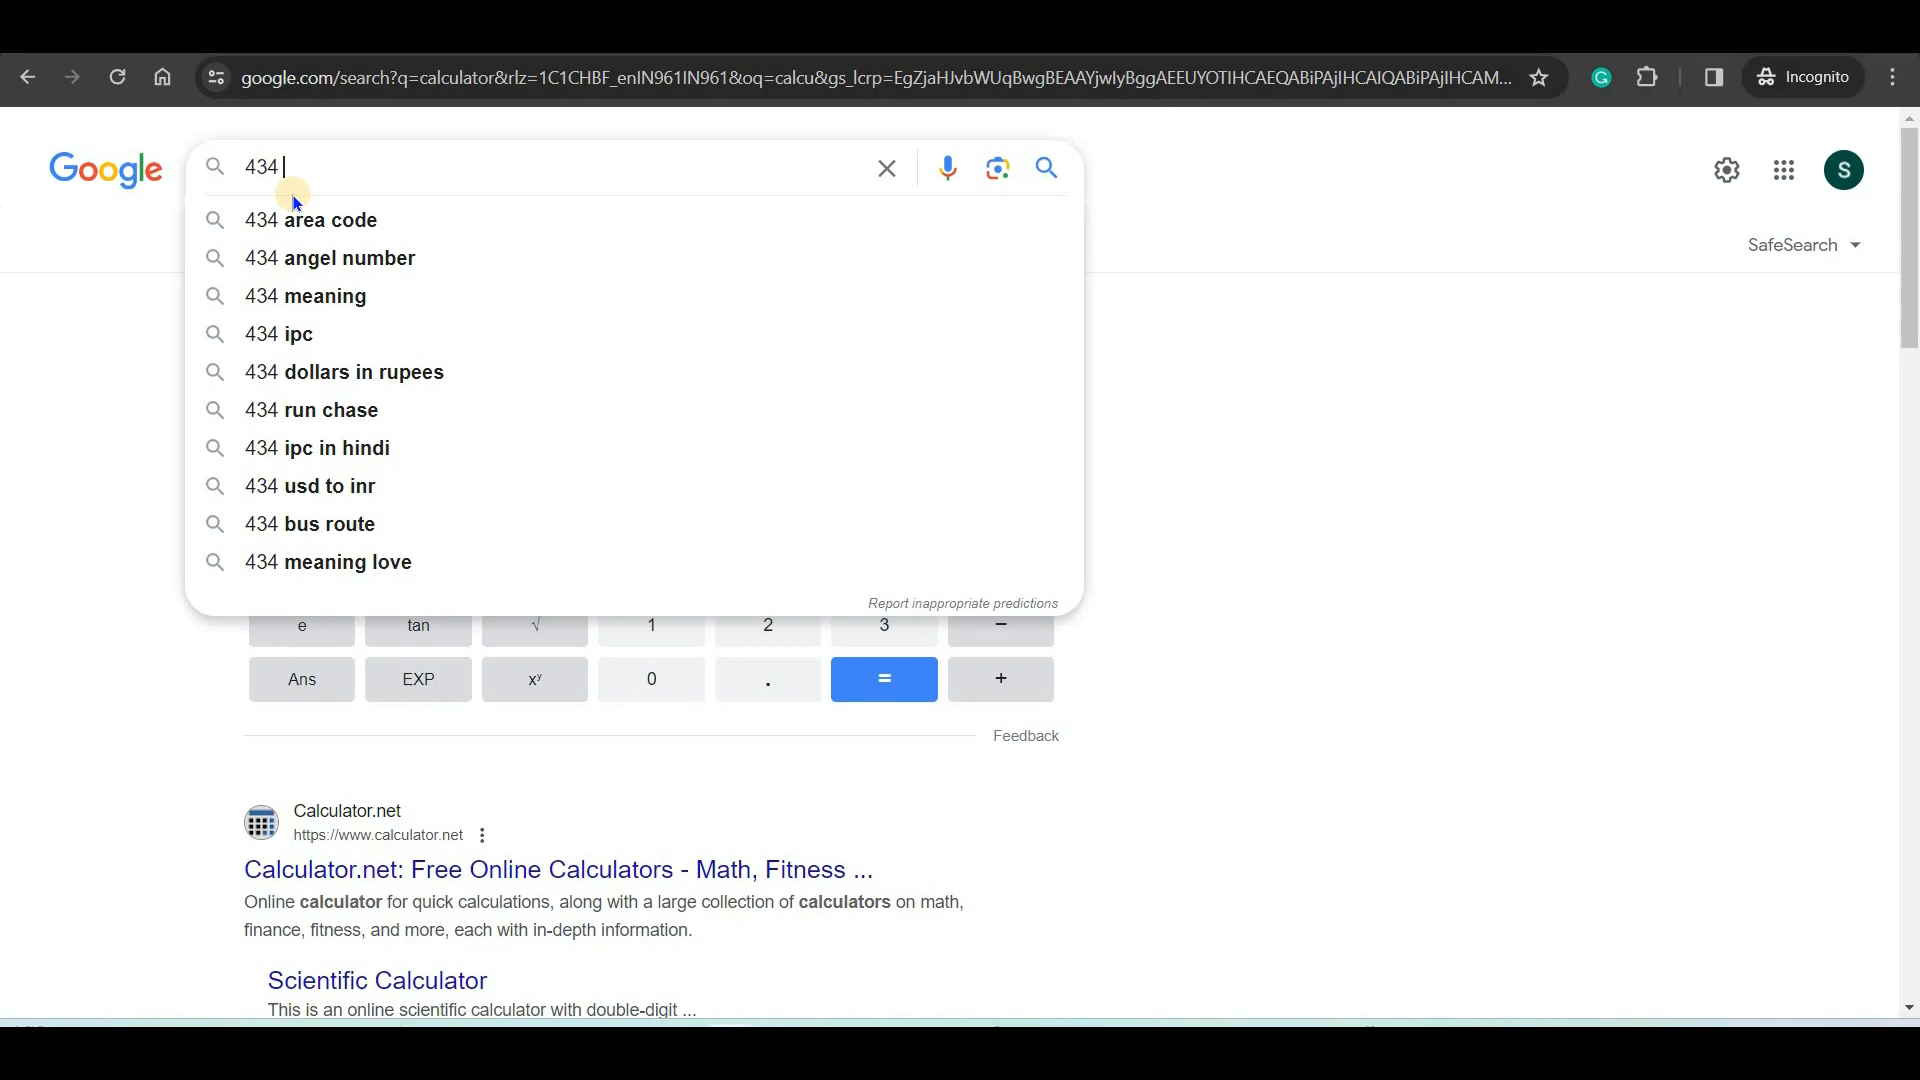 google.com/search?q=calculator&rlz=1C1CHBF_enIN961IN961&oq=calcu&gs_lcrp=EgZjaHJvbWUqBwgBEAAYjwIyBggAEEUYOTIHCAEQABiPAjIHCAIQABiPAjIHCAM...
Incognito
Google
434
S
434 area code
434 angel number
434 meaning
434 ipc
434 dollars in rupees
434 run chase
434 ipc in hindi
434 usd to inr
434 bus route
434 meaning love
Report inappropriate predictions
SafeSearch
e tan √ 1 2 3 −
Ans EXP xʸ 0 . = +
Feedback
Calculator.net
https://www.calculator.net
Calculator.net: Free Online Calculators - Math, Fitness ...
Online calculator for quick calculations, along with a large collection of calculators on math,
finance, fitness, and more, each with in-depth information.
Scientific Calculator
This is an online scientific calculator with double-digit ...